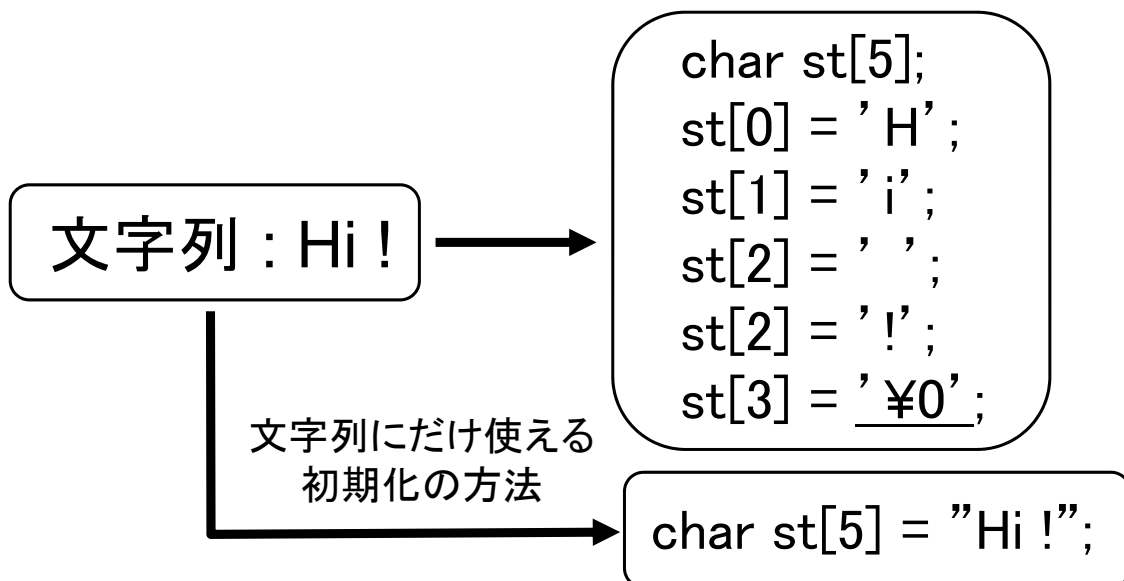 文字列 : Hi !
char st[5];
st[0] = ’H’;
st[1] = ’i’;
st[2] = ’ ’;
st[2] = ’!’;
st[3] = ’¥0’;
文字列にだけ使える
初期化の方法
char st[5] = ”Hi !”;